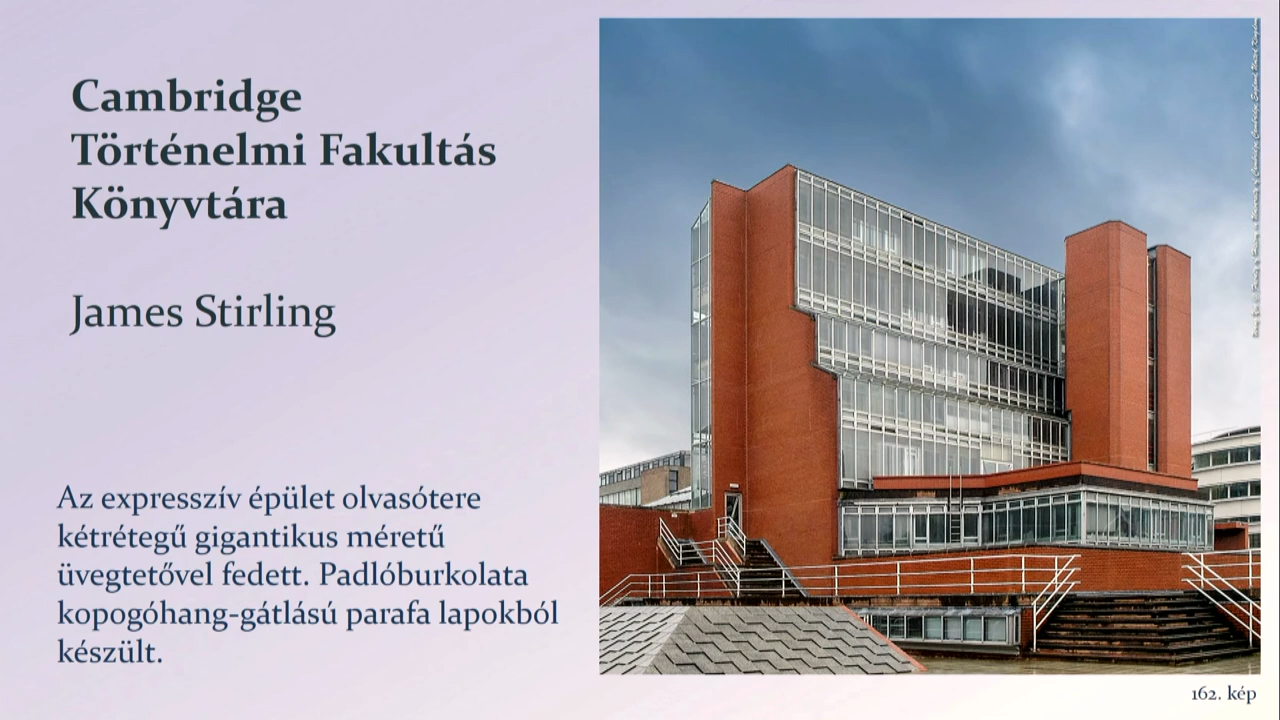 Cambridge
Történelmi Fakultás
Könyvtára
James Stirling
Az expresszív épület olvasótere
kétrétegű gigantikus méretű
üvegtetővel fedett. Padlóburkolata
kopogóhang-gátlású parafa lapokból
készült.
162. kép